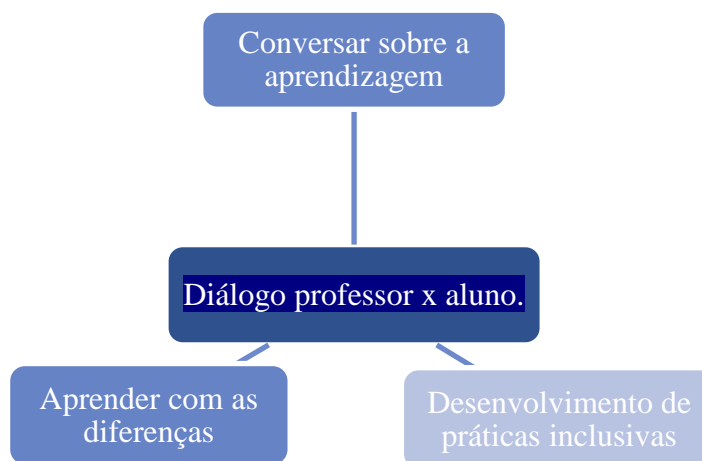 Conversar sobre a
aprendizagem
Diálogo professor x aluno.
Aprender com as
diferenças
Desenvolvimento de
práticas inclusivas